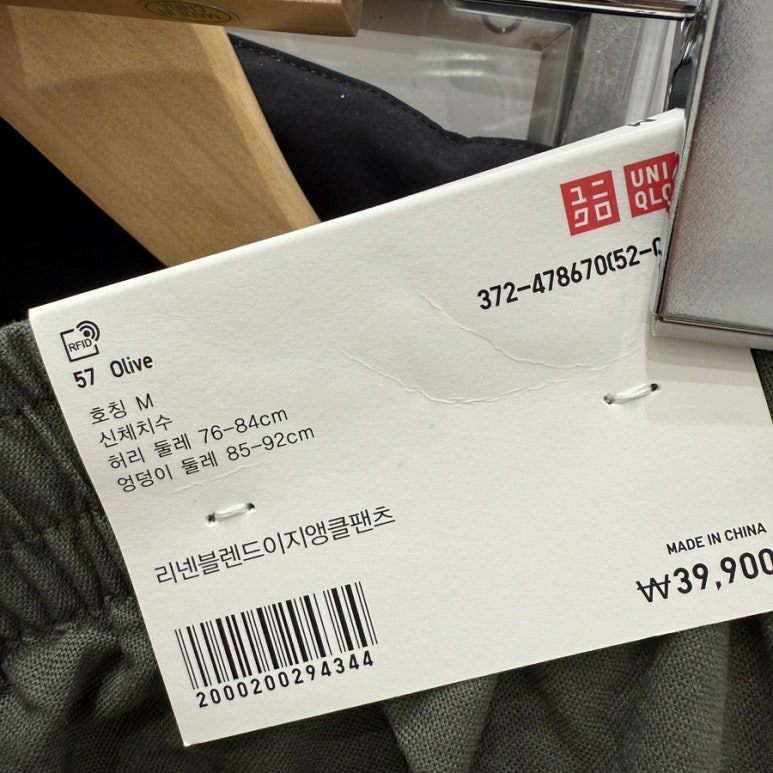 ユニ
クロ
UNI
QLO
372-478670(52-
RFID
57 Olive
호칭 M
신체치수
허리 둘레 76-84cm
엉덩이 둘레 85-92cm
리넨블렌드이지앵클팬츠
MADE IN CHINA
₩39,900
2000200294344